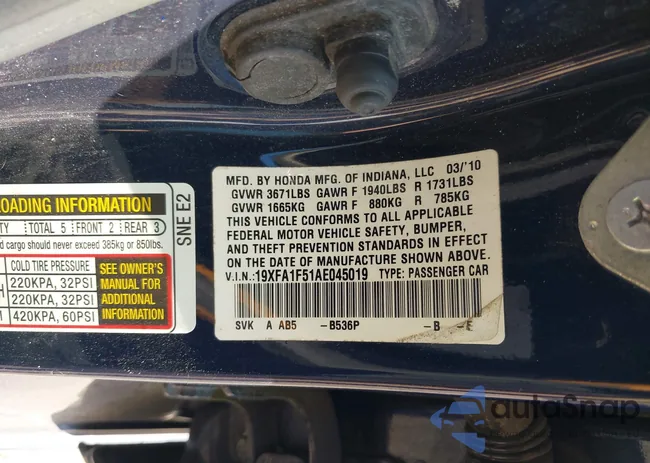 LOADING INFORMATION
TOTAL 5 FRONT 2 REAR 3
d cargo should never exceed 385kg or 850lbs.
COLD TIRE PRESSURE
220KPA, 32PSI
220KPA, 32PSI
420KPA, 60PSI
SEE OWNER'S
MANUAL FOR
ADDITIONAL
INFORMATION
SNE E2
MFD. BY HONDA MFG. OF INDIANA, LLC 03/'10
GVWR 3671LBS GAWR F 1940LBS R 1731LBS
GVWR 1665KG GAWR F 880KG R 785KG
THIS VEHICLE CONFORMS TO ALL APPLICABLE
FEDERAL MOTOR VEHICLE SAFETY, BUMPER,
AND THEFT PREVENTION STANDARDS IN EFFECT
ON THE DATE OF MANUFACTURE SHOWN ABOVE.
V.I.N.:19XFA1F51AE045019 TYPE: PASSENGER CAR
SVK A AB5 -B536P -B -E
autoSnap